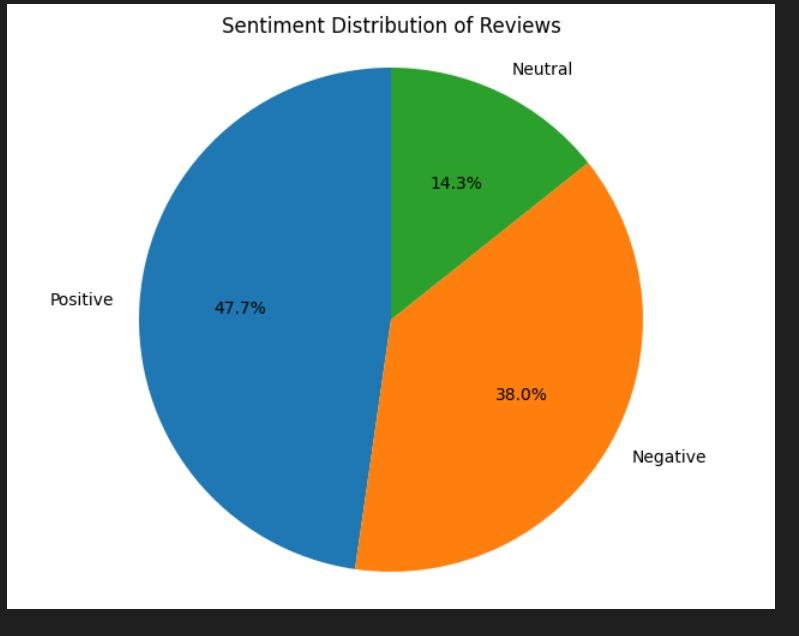 Sentiment Distribution of Reviews
Neutral
14.3%
Positive
47.7%
38.0%
Negative